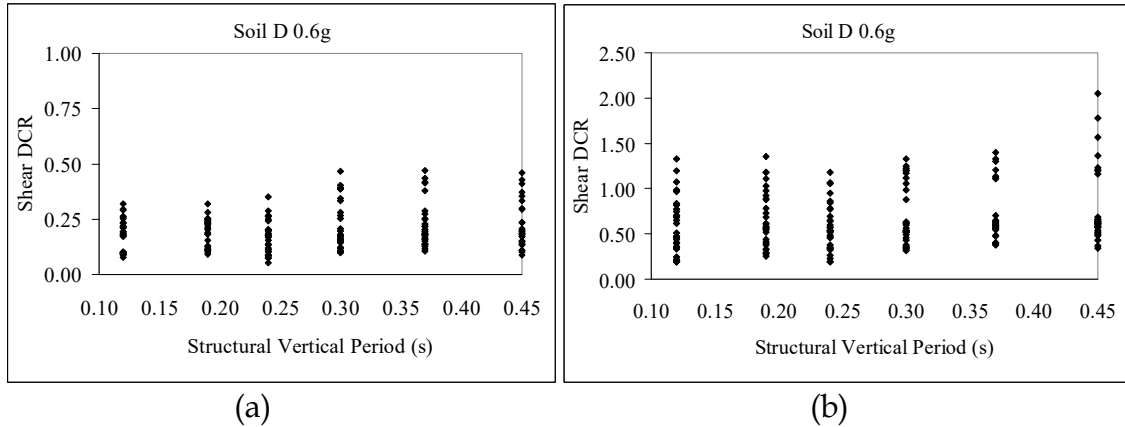 Soil D 0.6g
1.00
0.75
0.50
0.25
0.00
Shear DCR
0.10 0.15 0.20 0.25 0.30 0.35 0.40 0.45
Structural Vertical Period (s)
(a)
Soil D 0.6g
2.50
2.00
1.50
1.00
0.50
0.00
Shear DCR
0.10 0.15 0.20 0.25 0.30 0.35 0.40 0.45
Structural Vertical Period (s)
(b)